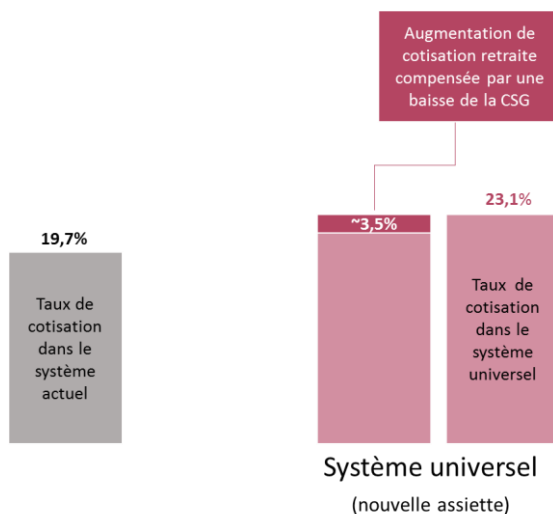 Augmentation de
cotisation retraite
compensée par une
baisse de la CSG
19,7%
~3,5%
23,1%
Taux de
cotisation
dans le
système
actuel
Taux de
cotisation
dans le
système
universel
Système universel
(nouvelle assiette)